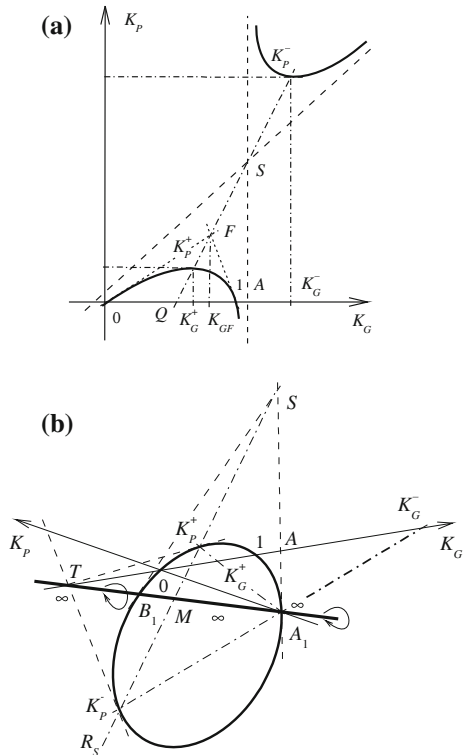 (a)
K_P
K_P^-
S
K_P^+
F
1
A
K_G^-
0
Q
K_G^+
K_GF
K_G
(b)
S
K_G^-
K_P^+
1
A
K_P
K_G
T
K_G^+
0
∞
B_1
M
∞
∞
A_1
K_P^-
R_S